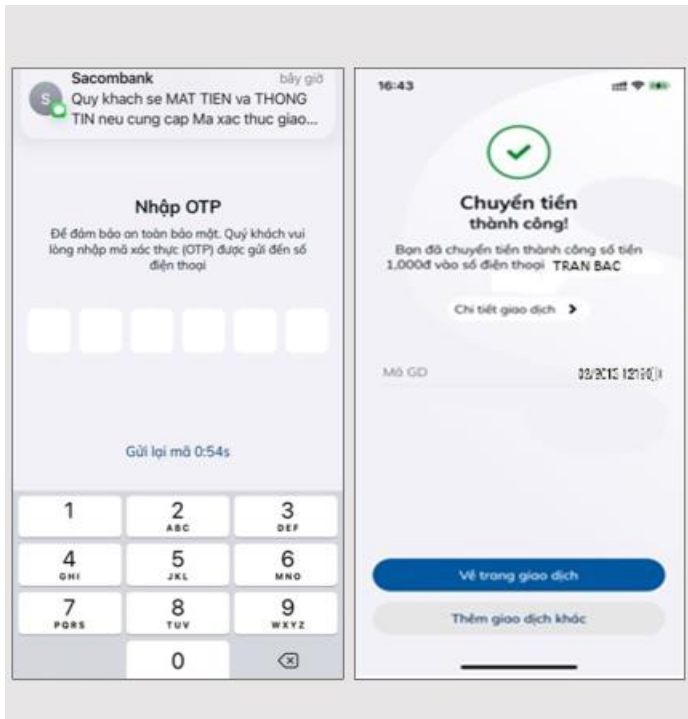 Sacombank
bây giờ
S
Quy khach se MAT TIEN va THONG
TIN neu cung cap Ma xac thuc giao...
Nhập OTP
Để đảm bảo an toàn bảo mật. Quý khách vui
lòng nhập mã xác thực (OTP) được gửi đến số
điện thoại
Gửi lại mã 0:54s
1
2
ABC
3
DEF
4
GHI
5
JKL
6
MNO
7
PQRS
8
TUV
9
WXYZ
0
16:43
Chuyển tiền
thành công!
Bạn đã chuyển tiền thành công số tiền
1,000đ vào số điện thoại TRAN BAC
Chi tiết giao dịch
Mã GD
Về trang giao dịch
Thêm giao dịch khác